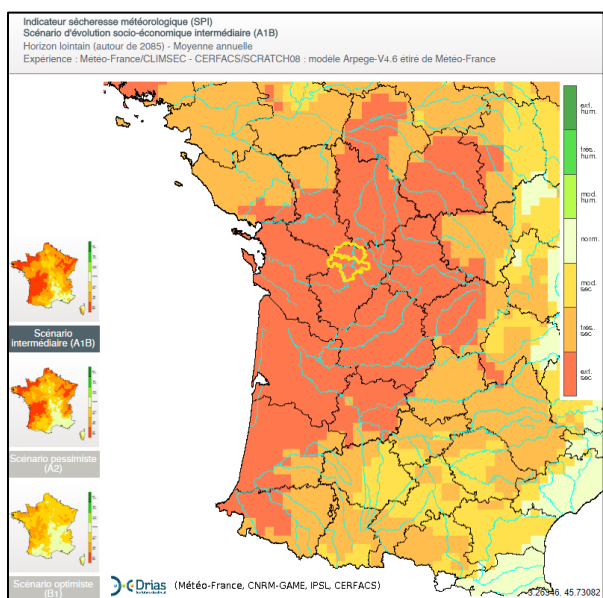 Indicateur sècheresse météorologique (SPI)
Scénario d'évolution socio-économique intermédiaire (A1B)
Horizon lointain (autour de 2085) - Moyenne annuelle
Expérience : Météo-France/CLIMSEC - CERFACS/SCRATCH08 : modèle Arpege-V4.6 étiré de Météo-France
ext.
hum.
très.
hum.
mod.
hum.
norm.
mod.
sec
très.
sec
ext.
sec
Scénario
intermédiaire (A1B)
Scénario pessimiste
(A2)
Scénario optimiste
(B1)
Drias (Météo-France, CNRM-GAME, IPSL, CERFACS)
-3.26346, 45.73082